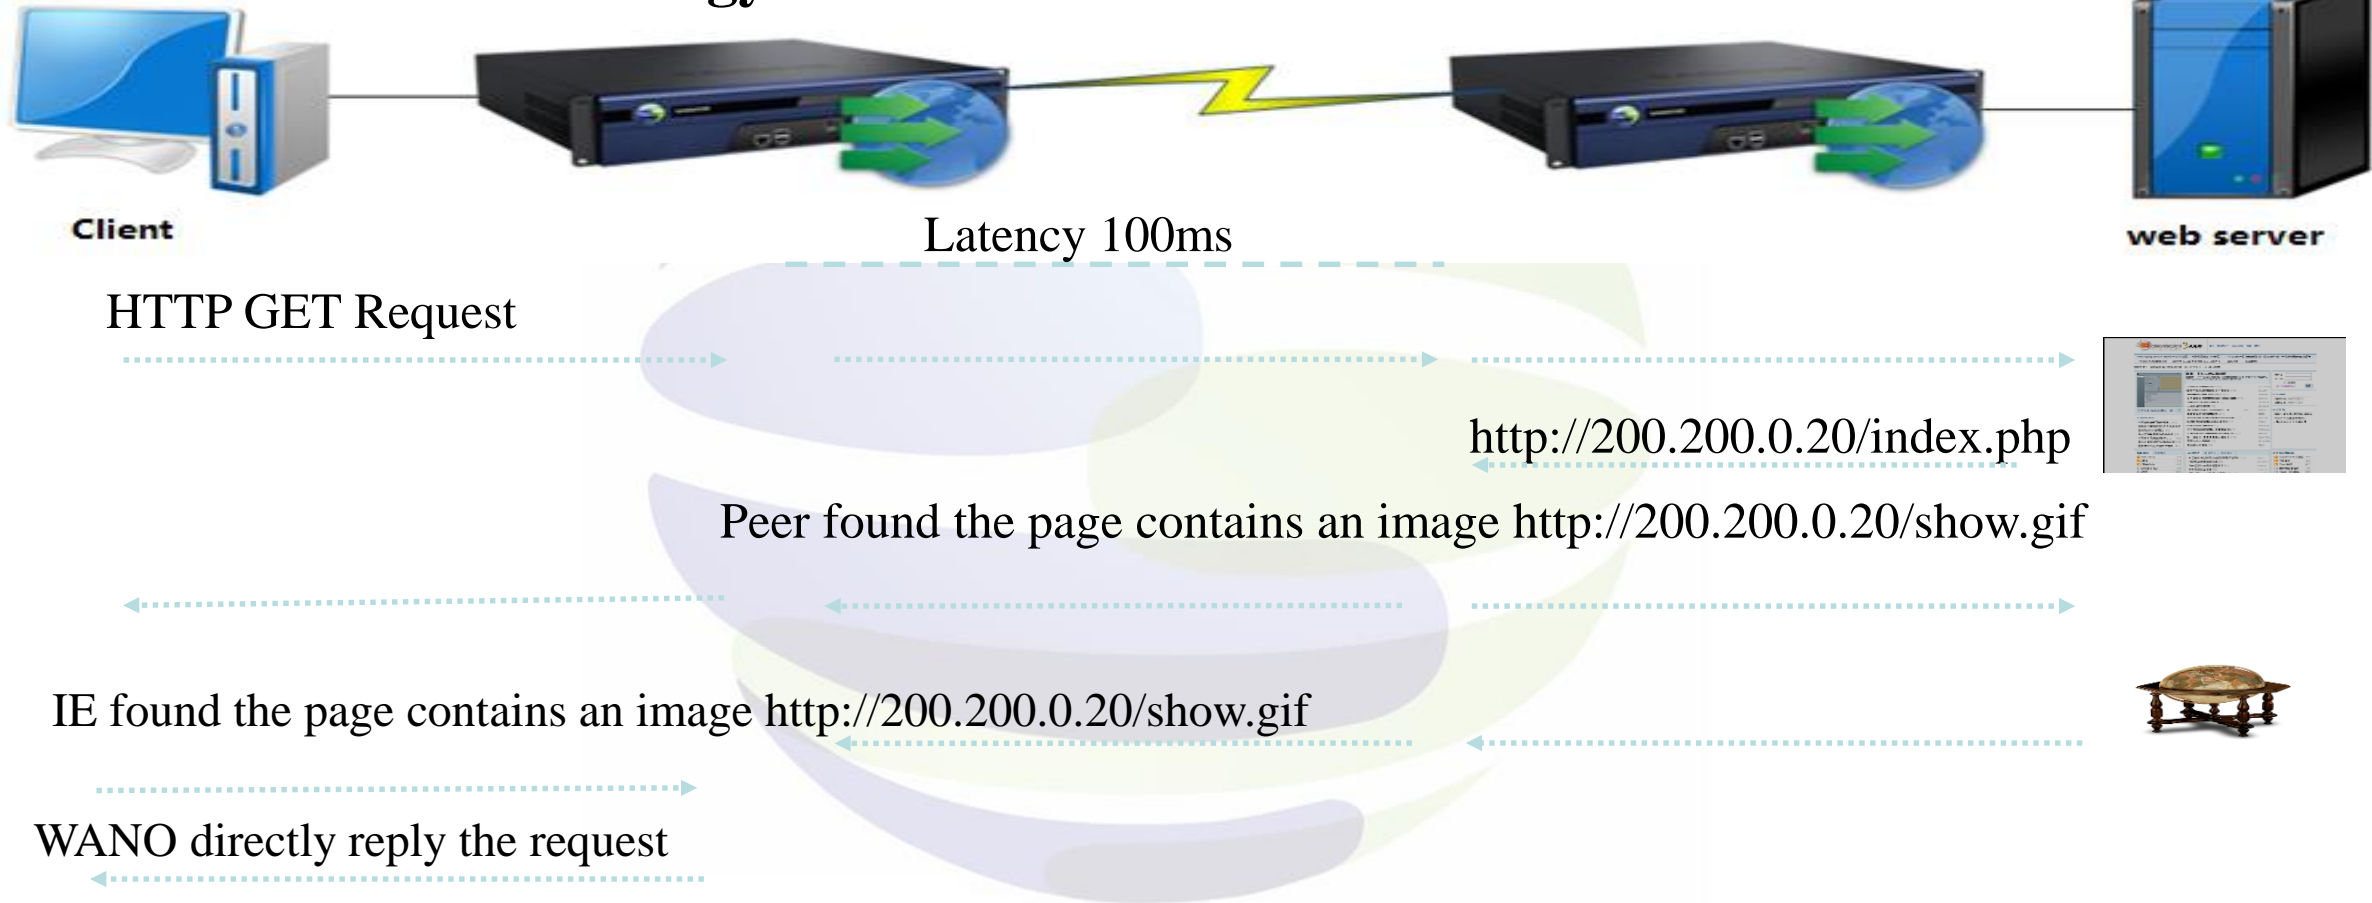 Client
web server
Latency 100ms
HTTP GET Request
http://200.200.0.20/index.php
Peer found the page contains an image http://200.200.0.20/show.gif
IE found the page contains an image http://200.200.0.20/show.gif
WANO directly reply the request